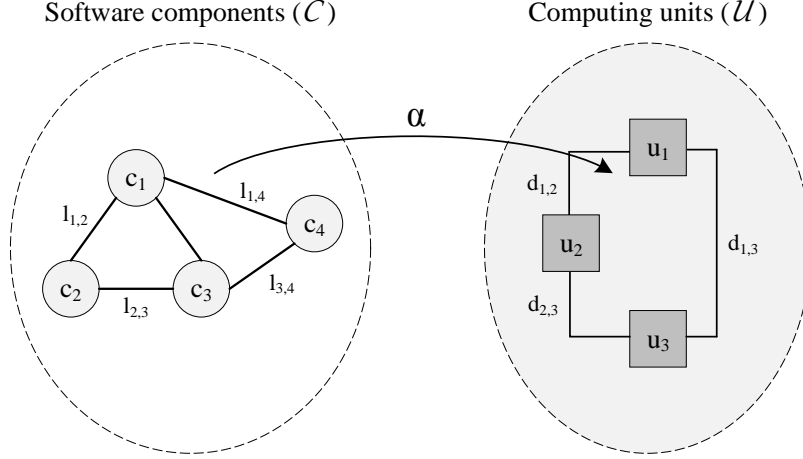 Software components (𝒞)
Computing units (𝒰)
α
c₁
l₁,₂
l₁,₄
c₄
c₂
l₂,₃
c₃
l₃,₄
u₁
d₁,₂
u₂
d₁,₃
d₂,₃
u₃